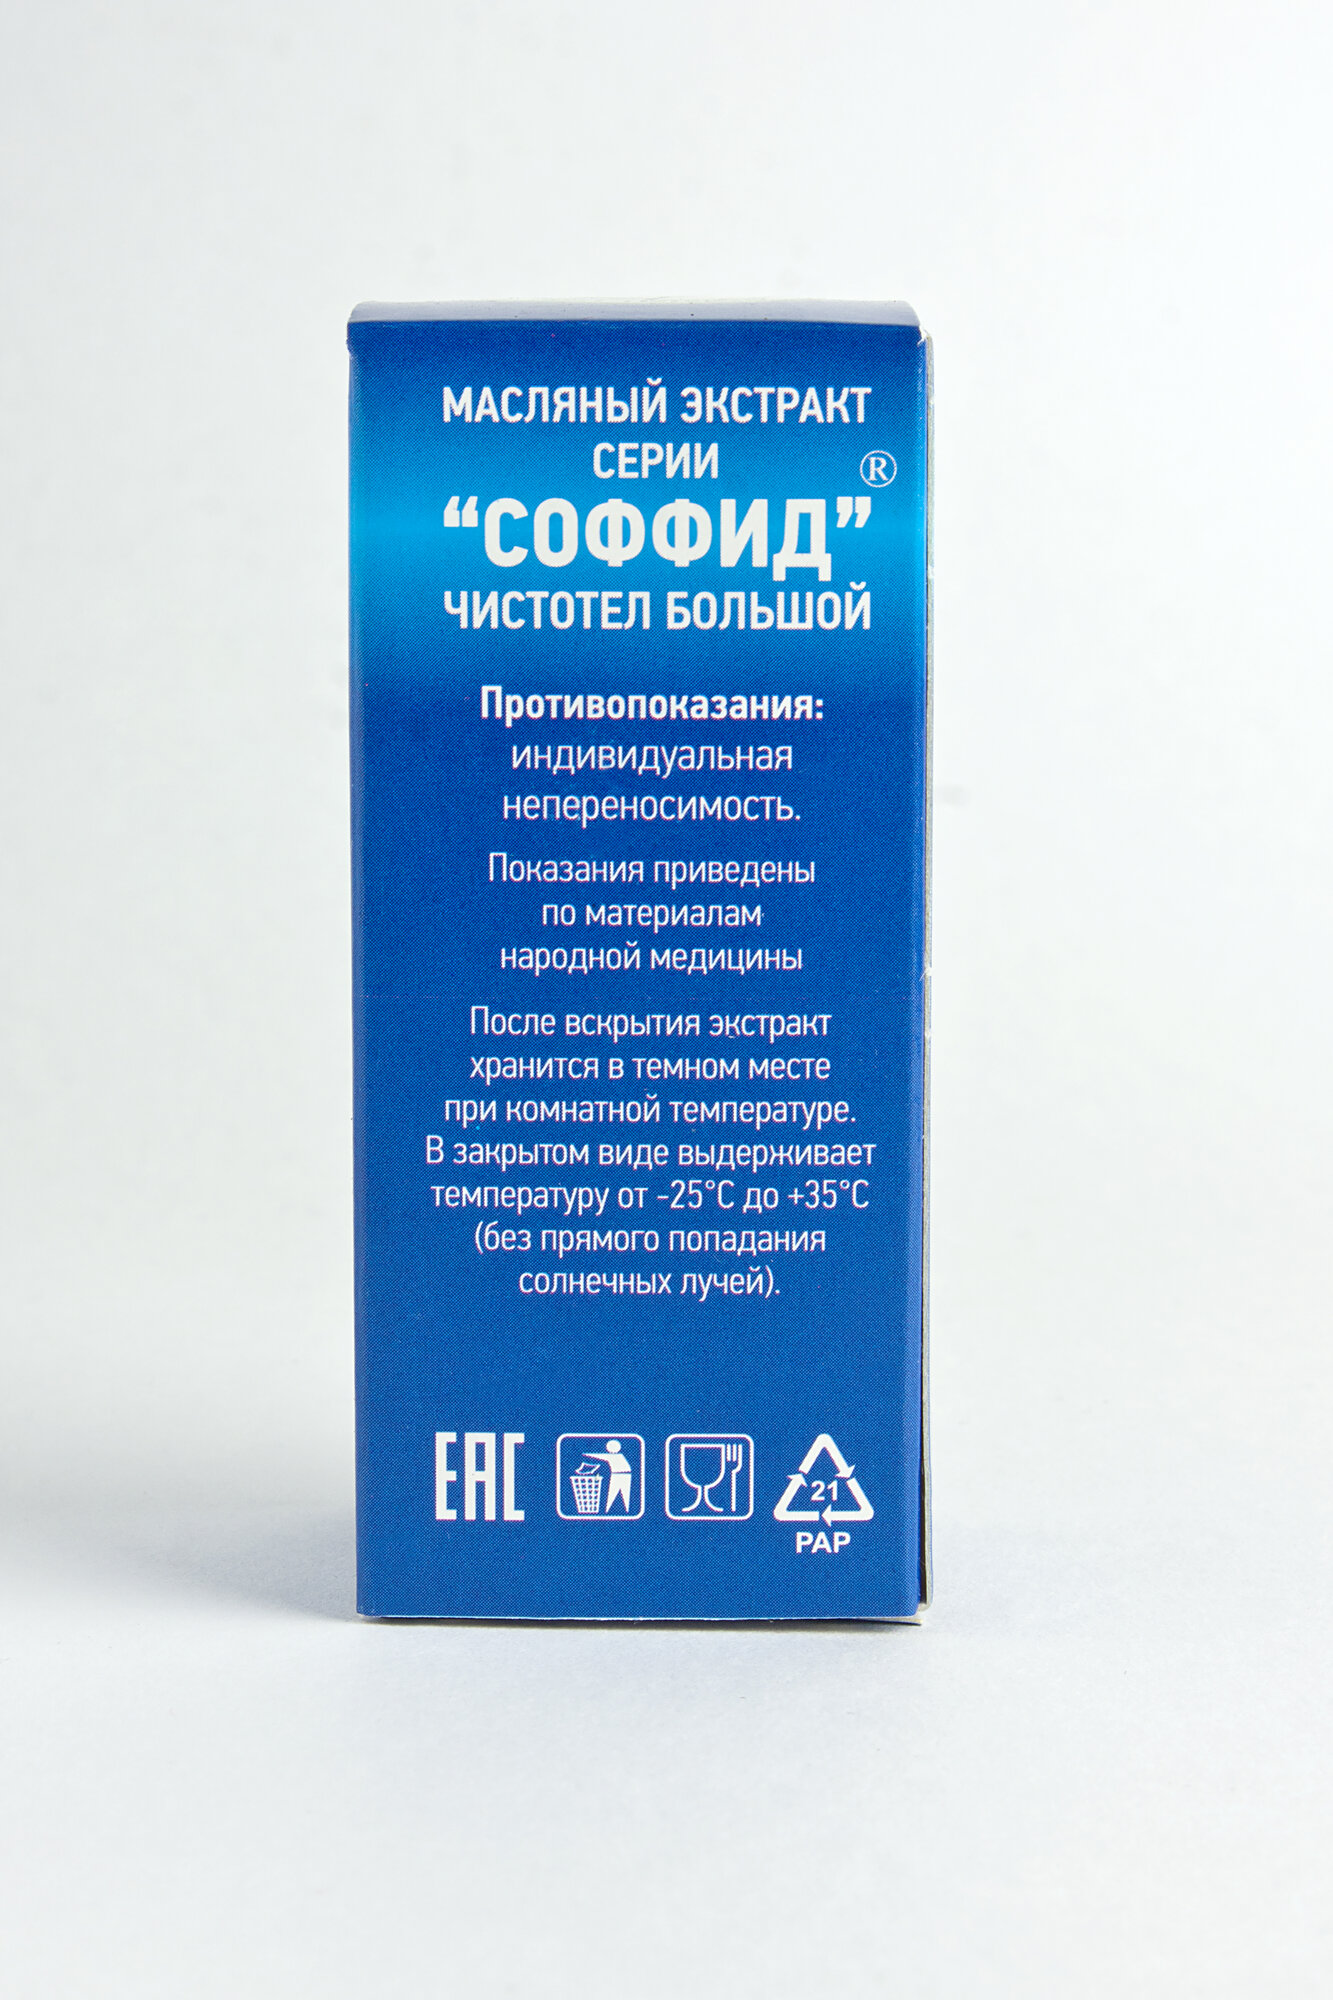 МАСЛЯНЫЙ ЭКСТРАКТ
СЕРИИ
“СОФФИД”®
ЧИСТОТЕЛ БОЛЬШОЙ
Противопоказания:
индивидуальная
непереносимость.
Показания приведены
по материалам
народной медицины
После вскрытия экстракт
хранится в темном месте
при комнатной температуре.
В закрытом виде выдерживает
температуру от -25°С до +35°С
(без прямого попадания
солнечных лучей).
EAC
21
PAP